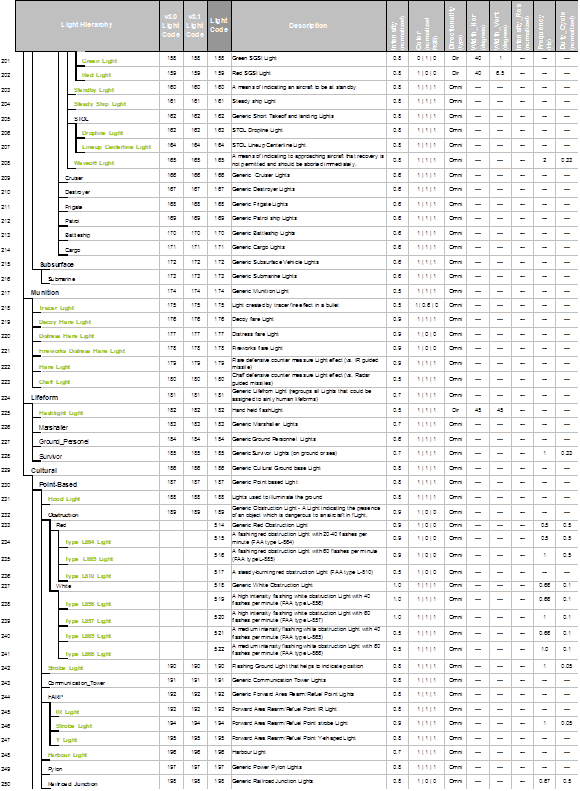 Light Hierarchy v3.0 Light Code v3.1 Light Code Light Code Description Intensity (normalized) Color (normalized RGB) Directionality (type) Width_Hor (degrees) Width_Vert (degrees) Intensity_Res (normalized) Frequency (Hz) Duty_Cycle (normalized)
201 Green Light 158 158 158 Green SGSI Light 0.8 0 | 1 | 0 Dir 40 1 — — —
202 Red Light 159 159 159 Red SGSI Light 0.8 1 | 0 | 0 Dir 40 6.5 — — —
203 Standby Light 160 160 160 A means of indicating an aircraft to be at standby 0.8 1 | 1 | 1 Omni — — — — —
204 Steady Ship Light 161 161 161 Steady ship Light 0.8 1 | 1 | 1 Omni — — — — —
205 STOL 162 162 162 Generic Short Takeoff and landing Lights 0.8 1 | 1 | 1 Omni — — — — —
206 Dropline Light 163 163 163 STOL Dropline Light 0.8 1 | 1 | 1 Omni — — — — —
207 Lineup Centerline Light 164 164 164 STOL Lineup Centerline Light 0.8 1 | 1 | 1 Omni — — — — —
208 Waveoff Light 165 165 165 A means of indicating to approaching aircraft that recovery is
not permitted and should be aborted immediately. 0.8 1 | 1 | 1 Omni — — — 2
209 Cruiser 166 166 166 Generic Cruiser Lights 0.6 1 | 1 | 1 Omni — — — — —
210 Destroyer 167 167 167 Generic Destroyer Lights 0.6 1 | 1 | 1 Omni — — — — —
211 Frigate 168 168 168 Generic Frigate Lights 0.6 1 | 1 | 1 Omni — — — — —
212 Patrol 169 169 169 Generic Patrol ship Lights 0.6 1 | 1 | 1 Omni — — — — —
213 Battleship 170 170 170 Generic Battleship Lights 0.6 1 | 1 | 1 Omni — — — — —
214 Cargo 171 171 171 Generic Cargo Lights 0.6 1 | 1 | 1 Omni — — — — —
215 Subsurface 172 172 172 Generic Subsurface Vehicle Lights 0.6 1 | 1 | 1 Omni — — — — —
216 Submarine 173 173 173 Generic Submarine Lights 0.6 1 | 1 | 1 Omni — — — — —
217 Munition 174 174 174 Generic Munition Light 0.5 1 | 1 | 1 Omni — — — — —
218 Tracer Light 175 175 175 Light created by tracer fire effect in a bullet 0.5 1 | 0.6 | 0 Omni — — — — —
219 Decoy Flare Light 176 176 176 Decoy flare Light 0.9 1 | 1 | 1 Omni — — — — —
220 Distress Flare Light 177 177 177 Distress flare Light 0.9 1 | 0 | 0 Omni — — — — —
221 Fireworks Distress Flare Light 178 178 178 Fireworks flare Light 0.9 1 | 0 | 0 Omni — — — — —
222 Flare Light 179 179 179 Flare defensive counter measure Light effect (vs. IR guided
missile) 0.9 1 | 1 | 1 Omni — — — — —
223 Chaff Light 180 180 180 Chaff defensive counter measure Light effect (vs. Radar
guided missiles) 0.5 1 | 1 | 1 Omni — — — — —
224 Lifeform 181 181 181 Generic Lifeform Light (regroups all Lights that could be
assigned to any human lifeforms) 0.7 1 | 1 | 1 Omni — — — — —
225 Flashlight Light 182 182 182 Hand held flashLight 0.5 1 | 1 | 1 Dir 45 45 — — —
226 Marshaller 183 183 183 Generic Marshaller Lights 0.7 1 | 1 | 1 Omni — — — — —
227 Ground_Personel 184 184 184 Generic Ground Personnel Lights 0.6 1 | 1 | 1 Omni — — — — —
228 Survivor 185 185 185 Generic Survivor Lights (on ground or sea) 0.7 1 | 1 | 1 Omni — — — 1
229 Cultural 186 186 186 Generic Cultural Ground base Light 0.8 1 | 1 | 1 Omni — — — — —
230 Point-Based 187 187 187 Generic Point based Light 0.8 1 | 1 | 1 Omni — — — — —
231 Flood Light 188 188 188 Lights used to illuminate the ground 0.8 1 | 1 | 1 Omni — — — — —
232 Obstruction 189 189 189 Generic Obstruction Light - A Light indicating the presence
of an object which is dangerous to an aircraft in flight. 0.9 1 | 0 | 0 Omni — — — — —
233 Red 514 Generic Red Obstruction Light 0.9 1 | 0 | 0 Omni — — — 0.5 0.5
234 Type L864 Light 515 A flashing red obstruction Light with 20-40 flashes per
minute (FAA type L-864) 0.9 1 | 0 | 0 Omni — — — 0.5 0.5
235 Type L885 Light 516 A flashing red obstruction Light with 60 flashes per minute
(FAA type L-885) 0.9 1 | 0 | 0 Omni — — — 1 0.5
236 Type L810 Light 517 A steady-burning red obstruction Light (FAA type L-810) 0.5 1 | 0 | 0 Omni — — — — —
237 White 518 Generic White Obstruction Light 1.0 1 | 1 | 1 Omni — — — 0.66 0.1
238 Type L856 Light 519 A high intensity flashing white obstruction Light with 40
flashes per minute (FAA type L-856) 1.0 1 | 1 | 1 Omni — — — 0.66 0.1
239 Type L857 Light 520 A high intensity flashing white obstruction Light with 60
flashes per minute (FAA type L-857) 1.0 1 | 1 | 1 Omni — — — 1 0.1
240 Type L865 Light 521 A medium intensity flashing white obstruction Light with 40
flashes per minute (FAA type L-865) 0.5 1 | 1 | 1 Omni — — — 0.66 0.1
241 Type L866 Light 522 A medium intensity flashing white obstruction Light with 60
flashes per minute (FAA type L-866) 0.5 1 | 1 | 1 Omni — — — 1.0 0.1
242 Strobe Light 190 190 190 Flashing Ground Light that helps to indicate position 0.8 1 | 1 | 1 Omni — — — 1 0.05
243 Communication_Tower 191 191 191 Generic Communication Tower Lights 0.8 1 | 1 | 1 Omni — — — — —
244 FARP 192 192 192 Generic Forward Area Rearm/Refuel Point Lights 0.8 1 | 1 | 1 Omni — — — — —
245 IR Light 193 193 193 Forward Area Rearm/Refuel Point IR Light 0.8 1 | 1 | 1 Omni — — — — —
246 Strobe Light 194 194 194 Forward Area Rearm/Refuel Point strobe Light 0.9 1 | 1 | 1 Omni — — — 1 0.05
247 Y Light 195 195 195 Forward Area Rearm/Refuel Point Y-shaped Light 0.8 1 | 1 | 1 Omni — — — — —
248 Harbour Light 196 196 196 Harbour Light 0.7 1 | 1 | 1 Omni — — — — —
249 Pylon 197 197 197 Generic Power Pylon Lights 0.8 1 | 1 | 1 Omni — — — — —
250 Railroad Junction 198 198 198 Generic Railroad Junction Lights 0.8 1 | 0 | 0 Omni — — — 0.67 0.5